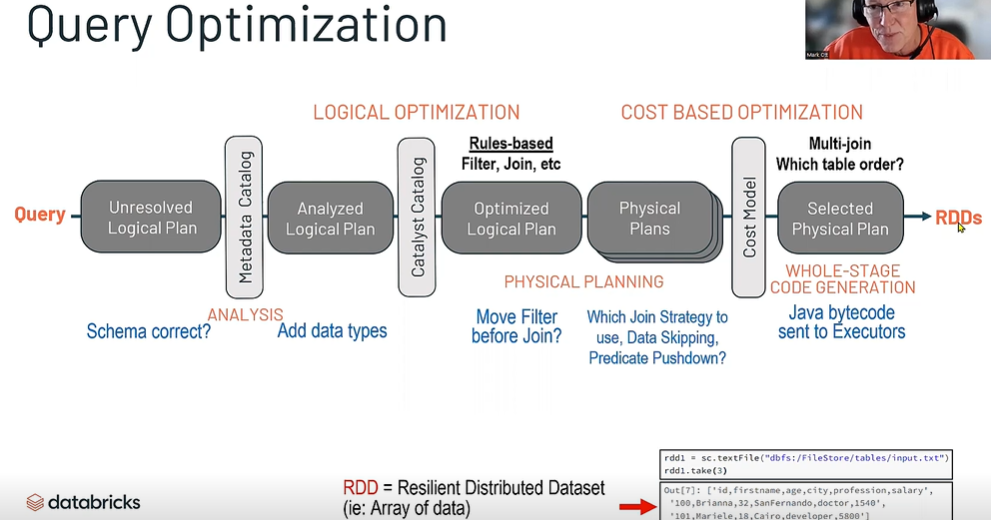 Query Optimization
LOGICAL OPTIMIZATION
COST BASED OPTIMIZATION
Rules-based
Filter, Join, etc
Multi-join
Which table order?
Query
Unresolved
Logical Plan
Metadata Catalog
Analyzed
Logical Plan
Catalyst Catalog
Optimized
Logical Plan
Physical
Plans
Cost Model
Selected
Physical Plan
RDDs
PHYSICAL PLANNING
WHOLE-STAGE
CODE GENERATION
ANALYSIS
Schema correct?
Add data types
Move Filter
before Join?
Which Join Strategy to
use, Data Skipping,
Predicate Pushdown?
Java bytecode
sent to Executors
databricks
RDD = Resilient Distributed Dataset
(ie: Array of data)
rdd1 = sc.textFile("dbfs:/FileStore/tables/input.txt")
rdd1.take(3)
Out[7]: ['id,firstname,age,city,profession,salary',
'100,Brianna,32,SanFernando,doctor,1540',
'101,Mariele,18,Cairo,developer,5800']